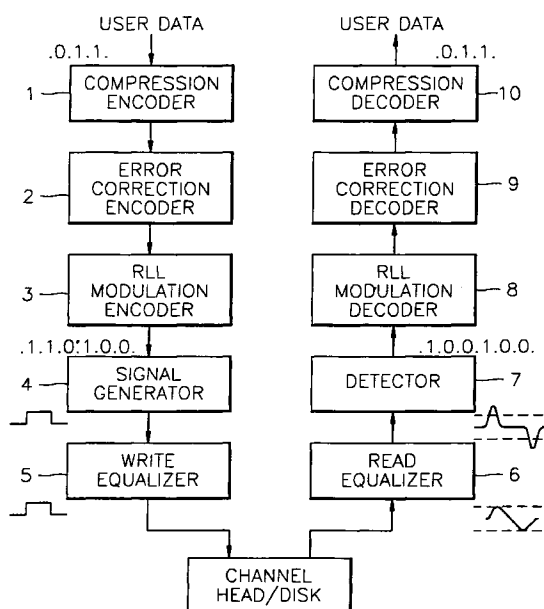 USER DATA
.0.1.1.
1
COMPRESSION
ENCODER
2
ERROR
CORRECTION
ENCODER
3
RLL
MODULATION
ENCODER
.1.1.0.1.0.0.
4
SIGNAL
GENERATOR
5
WRITE
EQUALIZER
CHANNEL
HEAD/DISK
USER DATA
.0.1.1.
COMPRESSION
DECODER
10
ERROR
CORRECTION
DECODER
9
RLL
MODULATION
DECODER
8
.1.0.0.1.0.0.
DETECTOR
7
READ
EQUALIZER
6